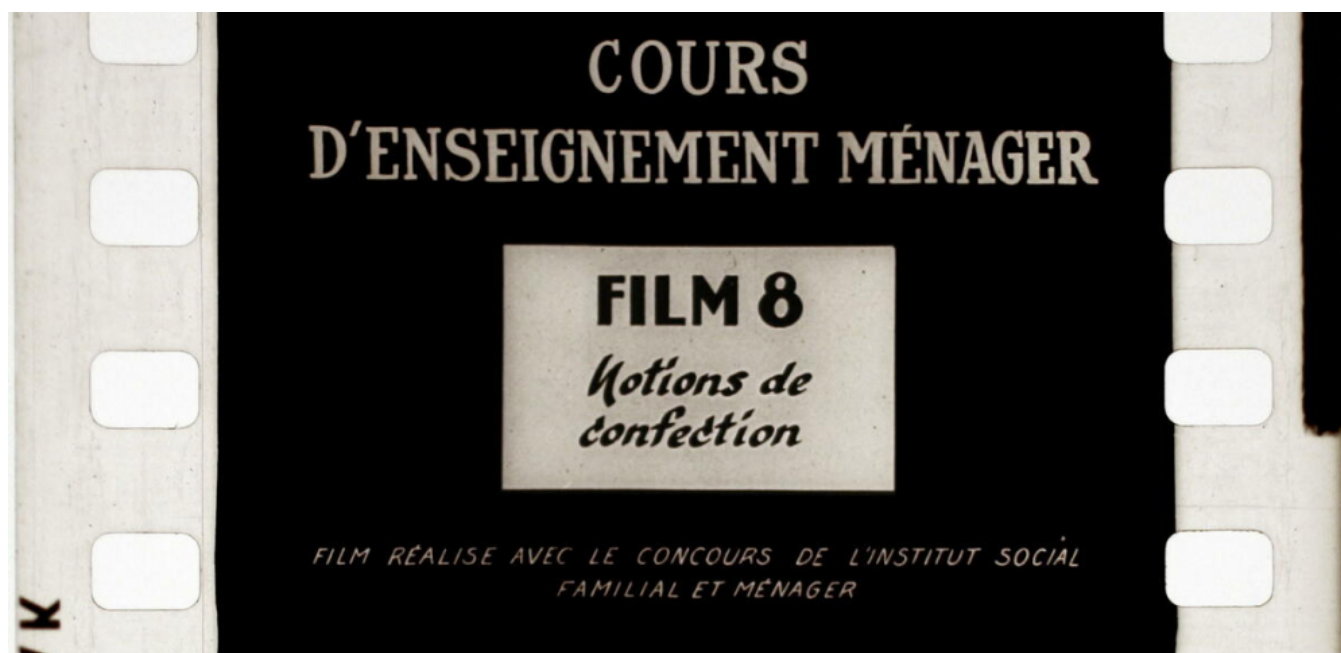 COURS
D'ENSEIGNEMENT MÉNAGER
FILM 8
Notions de
confection
FILM RÉALISE AVEC LE CONCOURS DE L'INSTITUT SOCIAL
FAMILIAL ET MÉNAGER
K